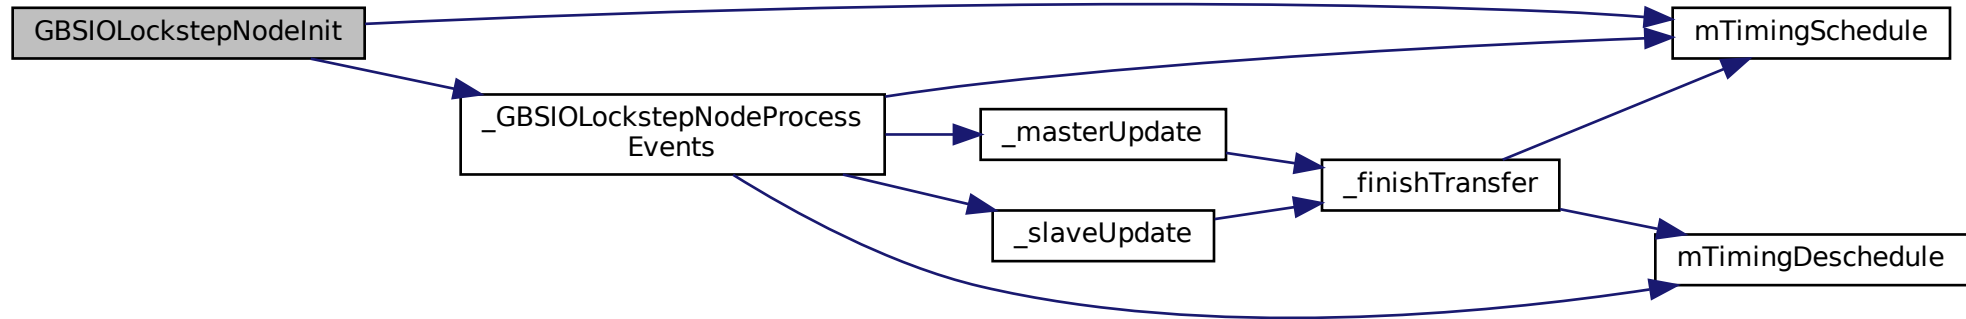 GBSIOLockstepNodeInit
mTimingSchedule
_GBSIOLockstepNodeProcess
Events
_masterUpdate
_finishTransfer
_slaveUpdate
mTimingDeschedule